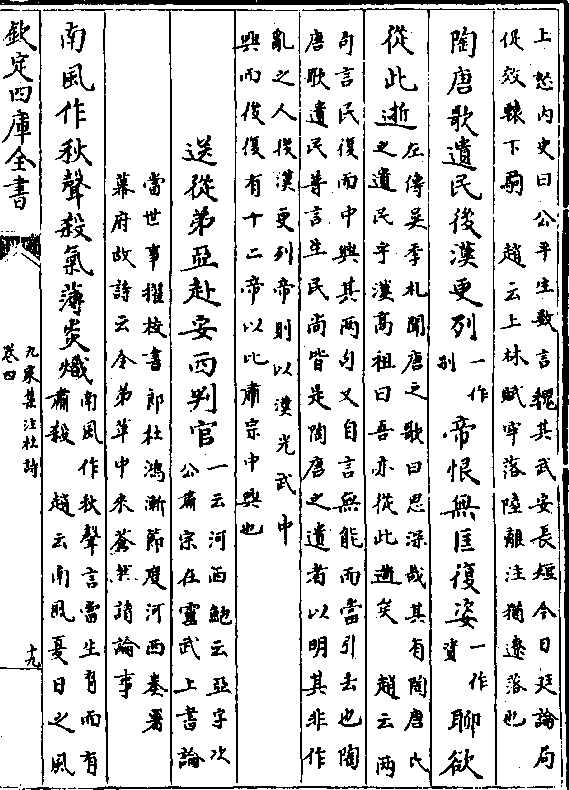 上怒內史曰公平生數言魏其武安長短今日廷論局
促效轅下駒　趙云上林賦寧落陸離注猶遼落也
陶唐歌遺民後漢更列一作别帝恨無匡復姿一作資聊欲
從此逝左傳吳季札聞唐之歌曰思深哉其有陶唐氏
之遺民乎漢高祖曰吾亦從此逝矣　趙云兩
句言民復而中興其兩句又自言無能而當引去也陶
唐歌遺民蓋言生民尚皆是陶唐之遺者以明其非作
亂之人後漢更列帝則以漢光武中
興而後復有十二帝以比肅宗中興也
送從弟亞赴安西判官一云河西鮑云亞字次
公肅宗在靈武上書論
當世事擢校書郎杜鴻漸節度河西奏署
幕府故詩云令弟草中來蒼然請論事
南風作秋聲殺氣薄炎熾南風作秋聲言當生育而有
肅殺　趙云南風夏日之風
欽定四庫全書
九家集注杜詩
卷四
十九